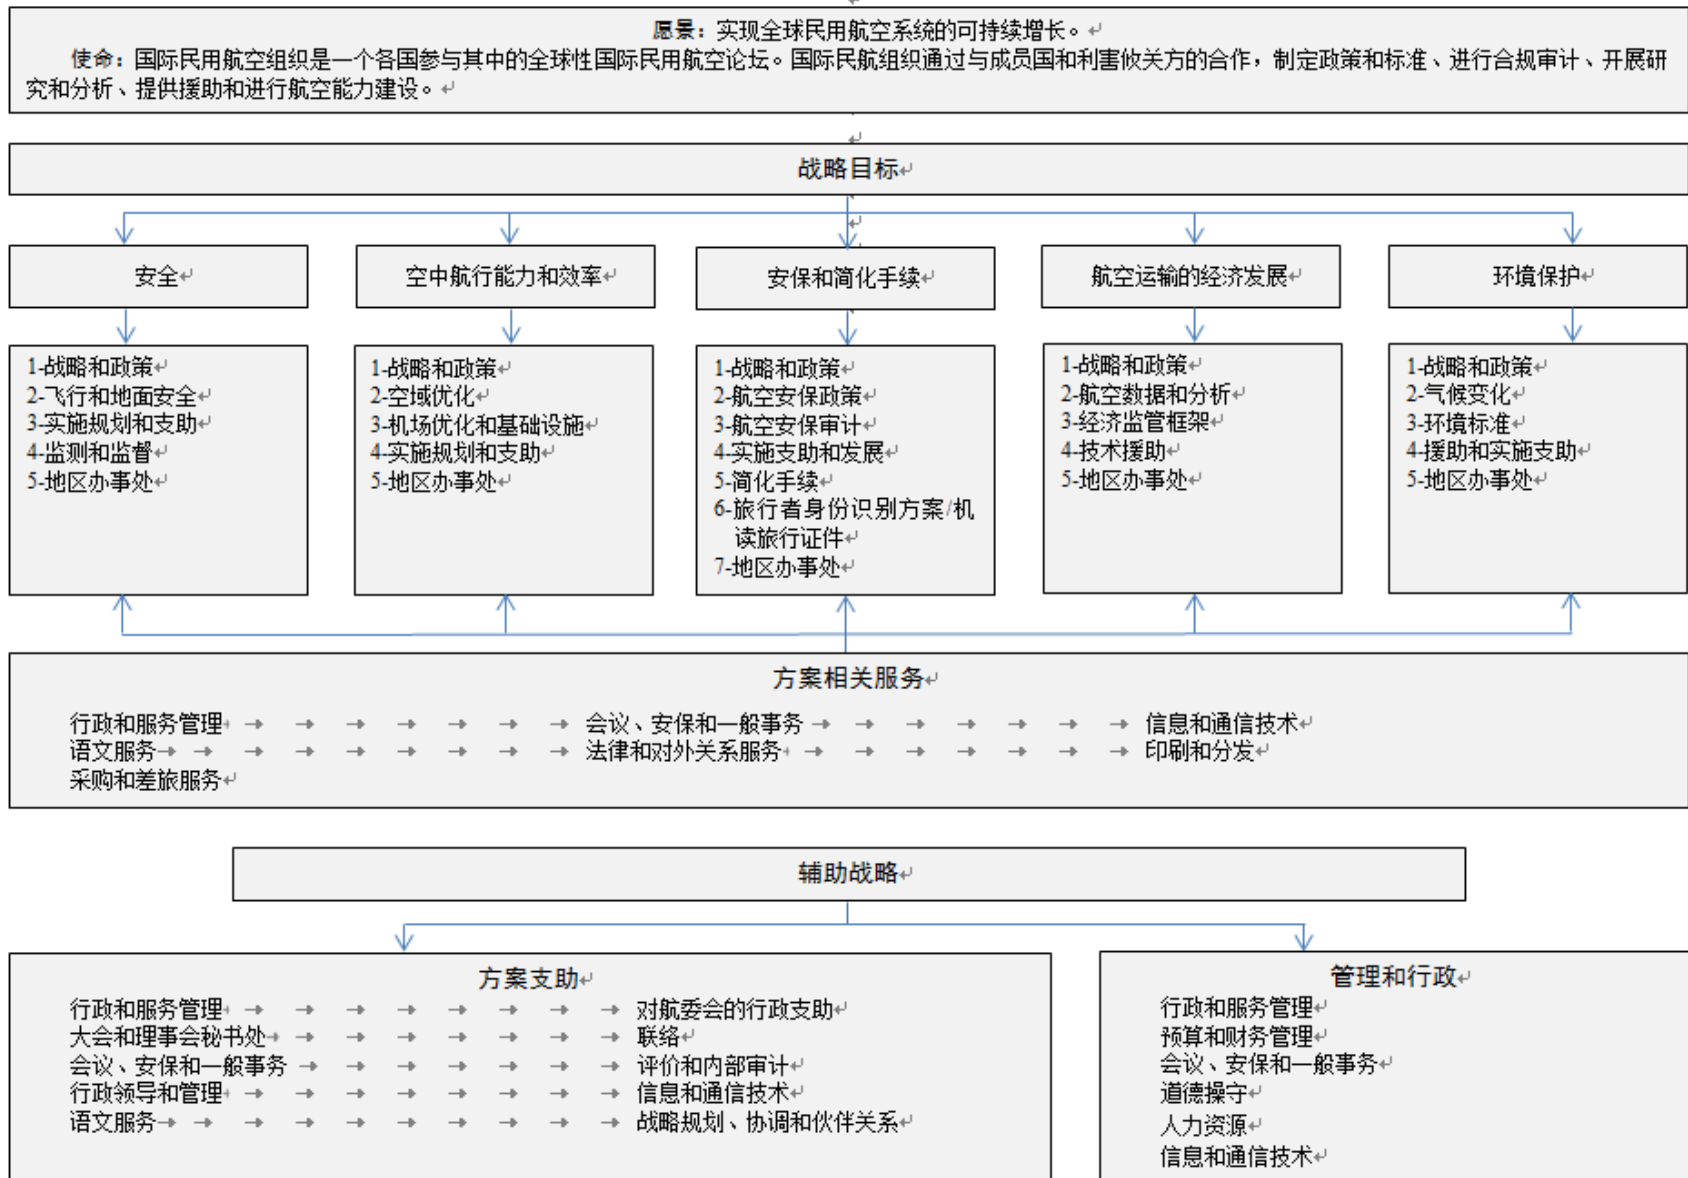 愿景：实现全球民用航空系统的可持续增长。
使命：国际民用航空组织是一个各国参与其中的全球性国际民用航空论坛。国际民航组织通过与成员国和利害攸关方的合作，制定政策和标准、进行合规审计、开展研
究和分析、提供援助和进行航空能力建设。
战略目标
安全
空中航行能力和效率
安保和简化手续
航空运输的经济发展
环境保护
1-战略和政策
2-飞行和地面安全
3-实施规划和支助
4-监测和监督
5-地区办事处
1-战略和政策
2-空域优化
3-机场优化和基础设施
4-实施规划和支助
5-地区办事处
1-战略和政策
2-航空安保政策
3-航空安保审计
4-实施支助和发展
5-简化手续
6-旅行者身份识别方案/机
读旅行证件
7-地区办事处
1-战略和政策
2-航空数据和分析
3-经济监管框架
4-技术援助
5-地区办事处
1-战略和政策
2-气候变化
3-环境标准
4-援助和实施支助
5-地区办事处
方案相关服务
行政和服务管理 会议、安保和一般事务 信息和通信技术
语文服务 法律和对外关系服务 印刷和分发
采购和差旅服务
辅助战略
方案支助
行政和服务管理 对航委会的行政支助
大会和理事会秘书处 联络
会议、安保和一般事务 评价和内部审计
行政领导和管理 信息和通信技术
语文服务 战略规划、协调和伙伴关系
管理和行政
行政和服务管理
预算和财务管理
会议、安保和一般事务
道德操守
人力资源
信息和通信技术